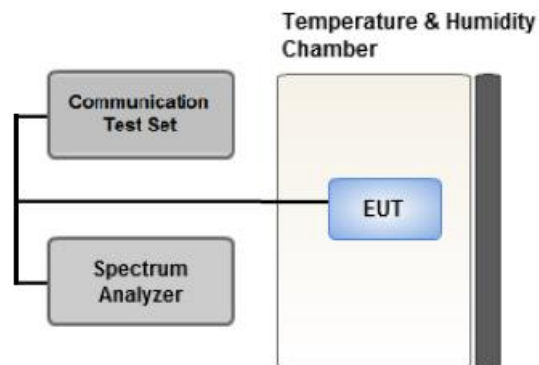 Temperature & Humidity
Chamber
Communication
Test Set
EUT
Spectrum
Analyzer